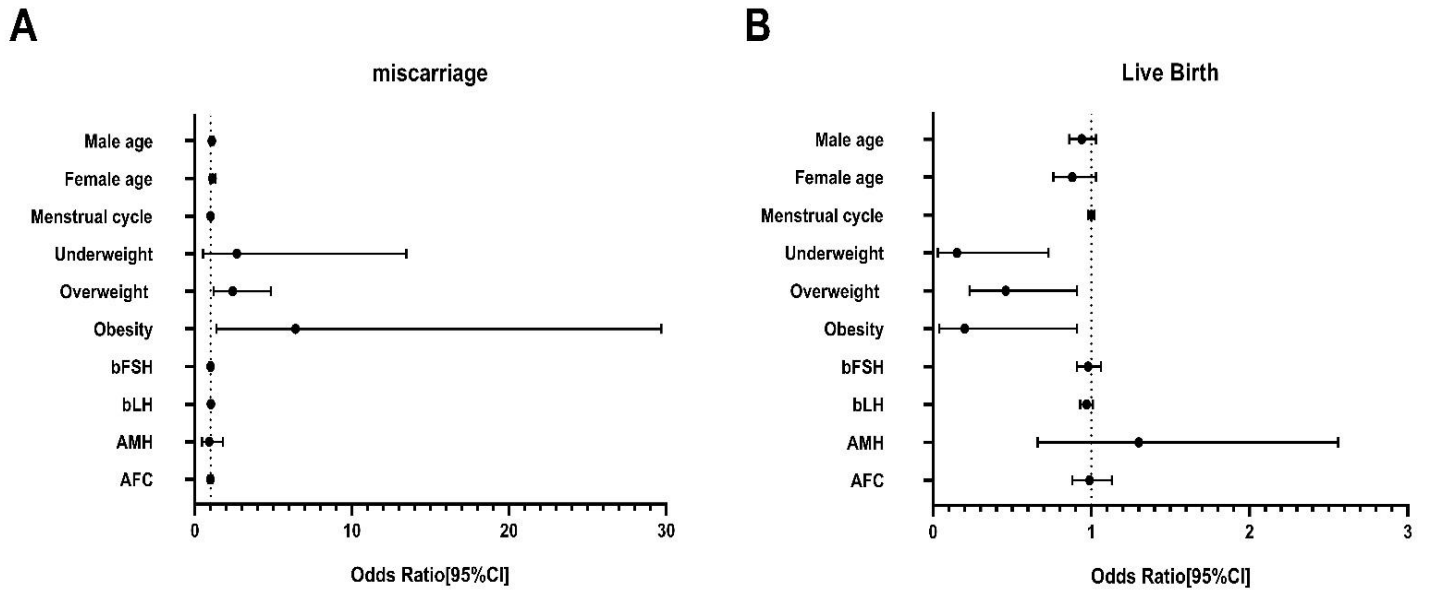 A
miscarriage
Male age
Female age
Menstrual cycle
Underweight
Overweight
Obesity
bFSH
bLH
AMH
AFC
0 10 20 30
Odds Ratio[95%CI]
B
Live Birth
Male age
Female age
Menstrual cycle
Underweight
Overweight
Obesity
bFSH
bLH
AMH
AFC
0 1 2 3
Odds Ratio[95%CI]